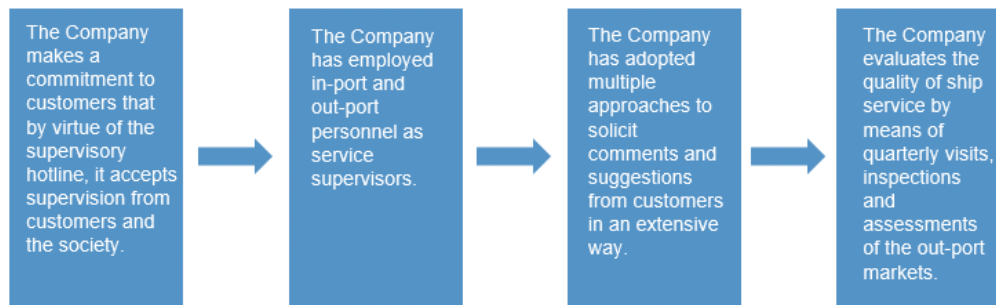 The Company
makes a
commitment to
customers that
by virtue of the
supervisory
hotline, it accepts
supervision from
customers and
the society.
The Company
has employed
in-port and
out-port
personnel as
service
supervisors.
The Company
has adopted
multiple
approaches to
solicit
comments and
suggestions
from customers
in an extensive
way.
The Company
evaluates the
quality of ship
service by
means of
quarterly visits,
inspections
and
assessments
of the out-port
markets.